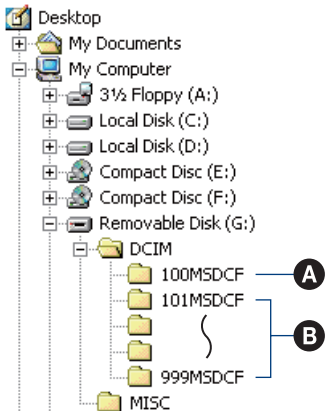 Desktop
My Documents
My Computer
3½ Floppy (A:)
Local Disk (C:)
Local Disk (D:)
Compact Disc (E:)
Compact Disc (F:)
Removable Disk (G:)
DCIM
100MSDCF A
101MSDCF
B
999MSDCF
MISC